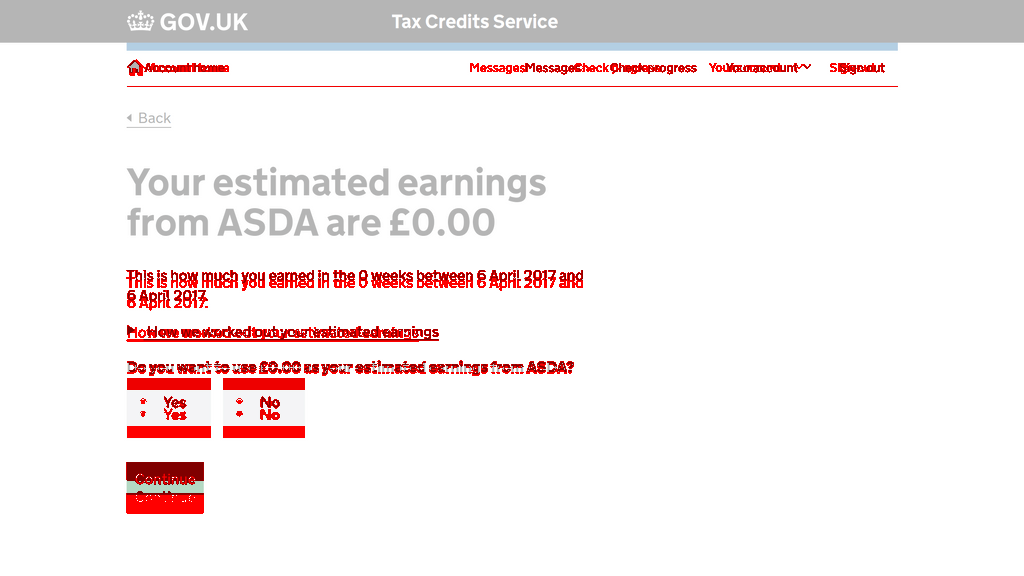 GOV.UK
Tax Credits Service
Account Home
Messages
Check progress
Your account
Sign out
Back
Your estimated earnings
from ASDA are £0.00
This is how much you earned in the 0 weeks between 6 April 2017 and
6 April 2017.
How we worked out your estimated earnings
Do you want to use £0.00 as your estimated earnings from ASDA?
Yes
No
Yes
No
Continue